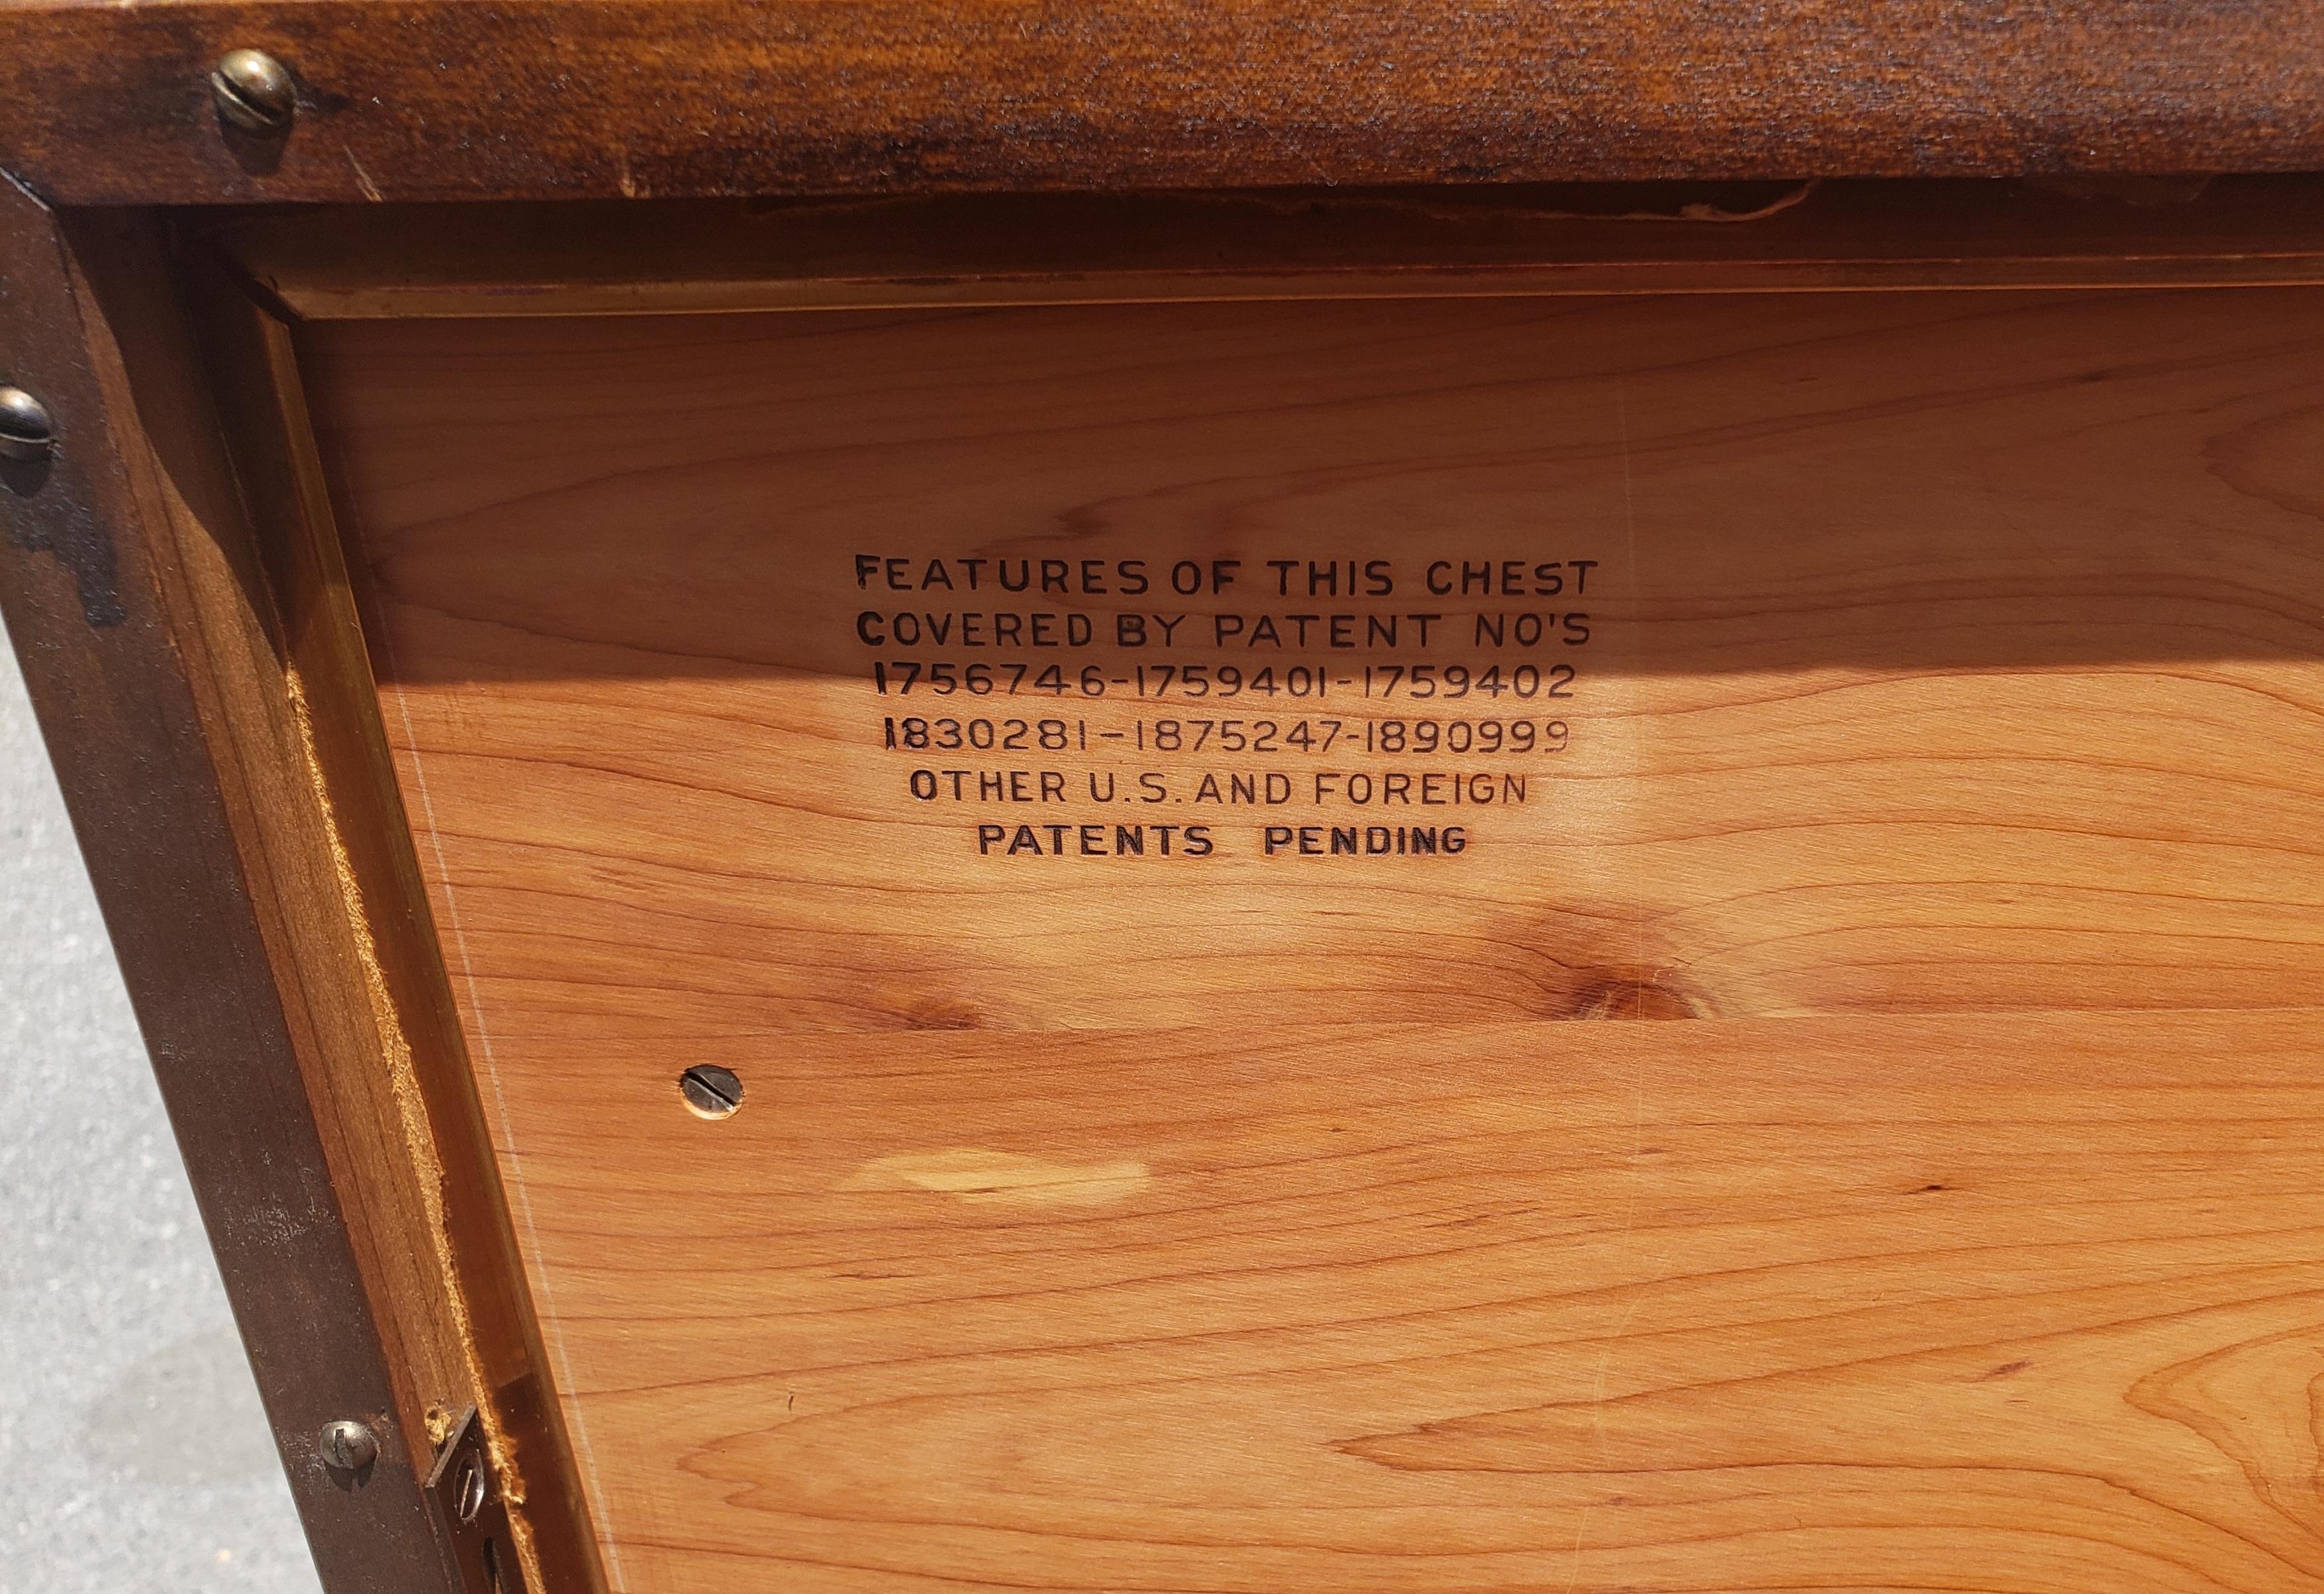 FEATURES OF THIS CHEST
COVERED BY PATENT NO'S
1756746-1759401-1759402
1830281-1875247-1890999
OTHER U.S. AND FOREIGN
PATENTS PENDING